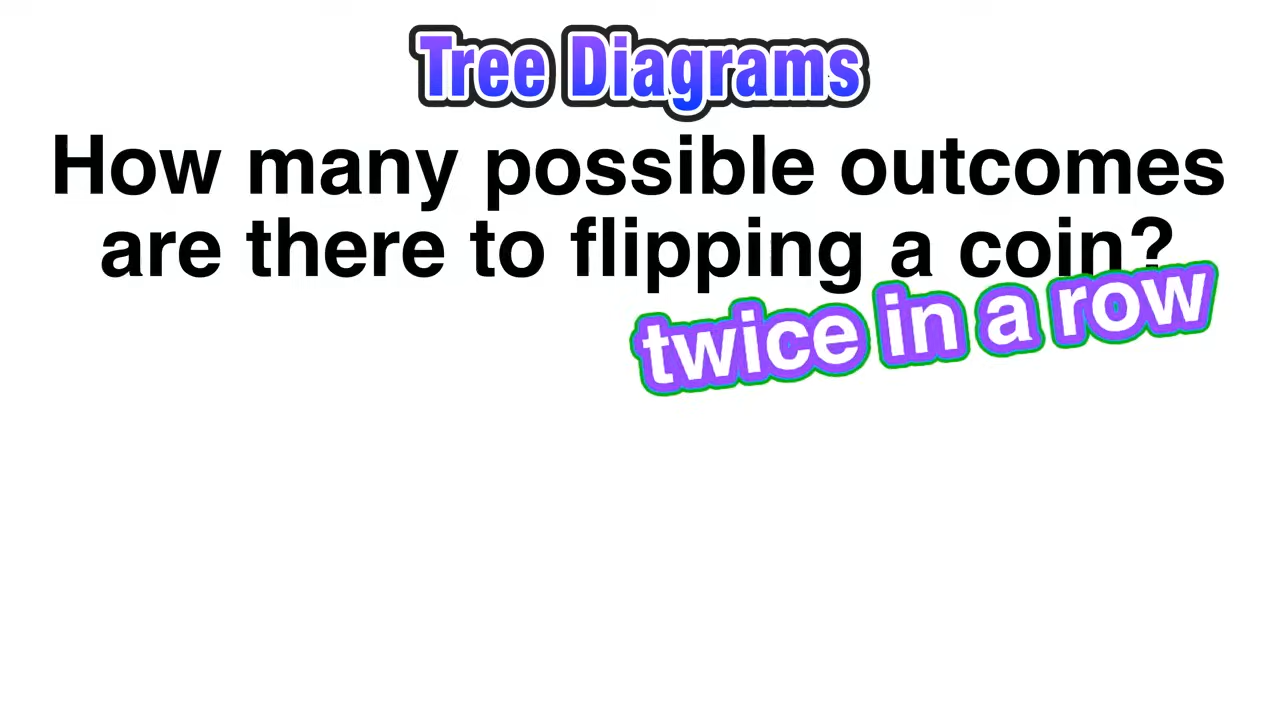 Tree Diagrams
How many possible outcomes
are there to flipping a coin?
twice in a row